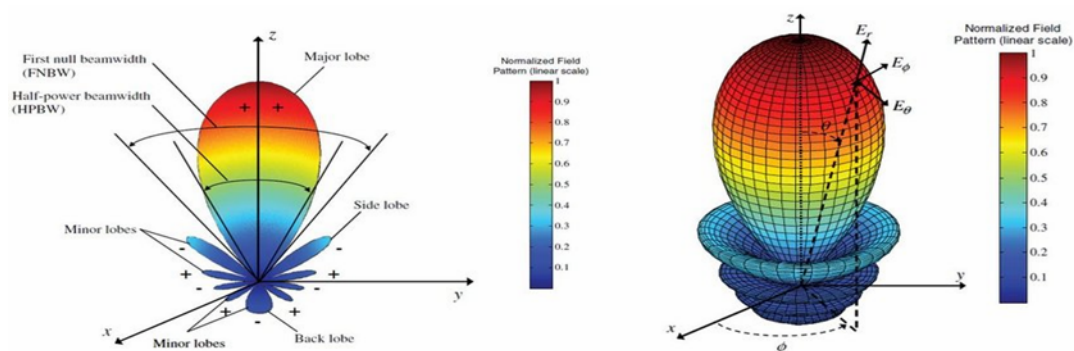 z
First null beamwidth
(FNBW)
Major lobe
Half-power beamwidth
(HPBW)
+ +
Side lobe
Minor lobes
-
-
+
+
-
-
+
+
-
x
y
Minor lobes
Back lobe
Normalized Field
Pattern (linear scale)
1
0.9
0.8
0.7
0.6
0.5
0.4
0.3
0.2
0.1
z
Er
Eϕ
Eθ
θ
y
x
ϕ
Normalized Field
Pattern (linear scale)
1
0.9
0.8
0.7
0.6
0.5
0.4
0.3
0.2
0.1